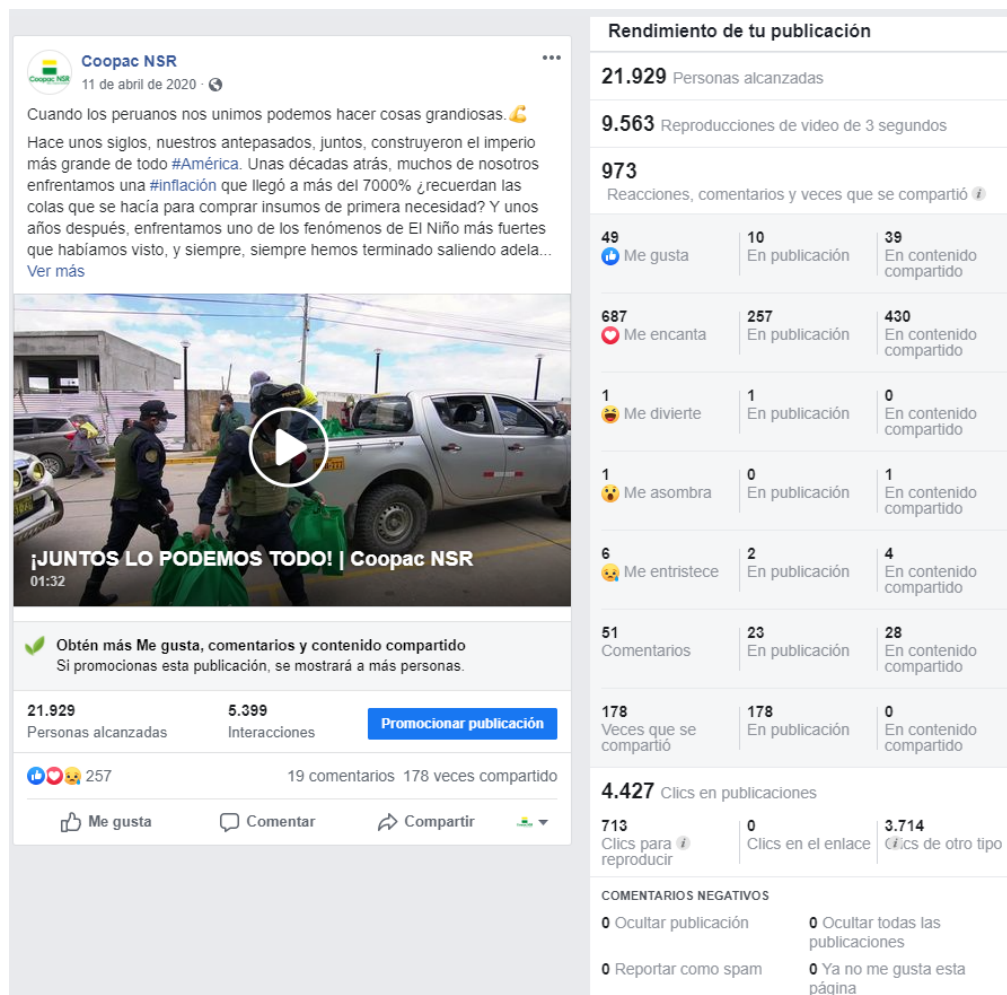 Coopac NSR
Coopac NSR
11 de abril de 2020 ·
Cuando los peruanos nos unimos podemos hacer cosas grandiosas.💪
Hace unos siglos, nuestros antepasados, juntos, construyeron el imperio
más grande de todo #América. Unas décadas atrás, muchos de nosotros
enfrentamos una #inflación que llegó a más del 7000% ¿recuerdan las
colas que se hacía para comprar insumos de primera necesidad? Y unos
años después, enfrentamos uno de los fenómenos de El Niño más fuertes
que habíamos visto, y siempre, siempre hemos terminado saliendo adela...
Ver más
POLICIA
¡JUNTOS LO PODEMOS TODO! | Coopac NSR
01:32
Obtén más Me gusta, comentarios y contenido compartido
Si promocionas esta publicación, se mostrará a más personas.
21.929
Personas alcanzadas
5.399
Interacciones
Promocionar publicación
257
19 comentarios 178 veces compartido
Me gusta
Comentar
Compartir
Rendimiento de tu publicación
21.929 Personas alcanzadas
9.563 Reproducciones de video de 3 segundos
973
Reacciones, comentarios y veces que se compartió
49
Me gusta
10
En publicación
39
En contenido
compartido
687
Me encanta
257
En publicación
430
En contenido
compartido
1
Me divierte
1
En publicación
0
En contenido
compartido
1
Me asombra
0
En publicación
1
En contenido
compartido
6
Me entristece
2
En publicación
4
En contenido
compartido
51
Comentarios
23
En publicación
28
En contenido
compartido
178
Veces que se
compartió
178
En publicación
0
En contenido
compartido
4.427 Clics en publicaciones
713
Clics para
reproducir
0
Clics en el enlace
3.714
Clics de otro tipo
COMENTARIOS NEGATIVOS
0 Ocultar publicación
0 Ocultar todas las
publicaciones
0 Reportar como spam
0 Ya no me gusta esta
página